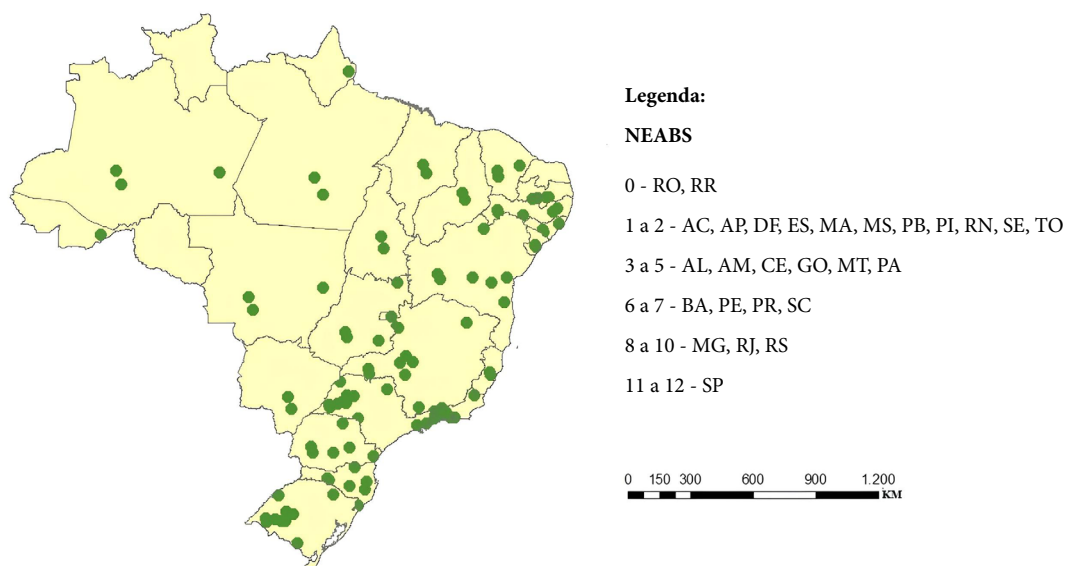 Legenda:
NEABS
0 - RO, RR
1 a 2 - AC, AP, DF, ES, MA, MS, PB, PI, RN, SE, TO
3 a 5 - AL, AM, CE, GO, MT, PA
6 a 7 - BA, PE, PR, SC
8 a 10 - MG, RJ, RS
11 a 12 - SP
0 150 300 600 900 1.200
KM